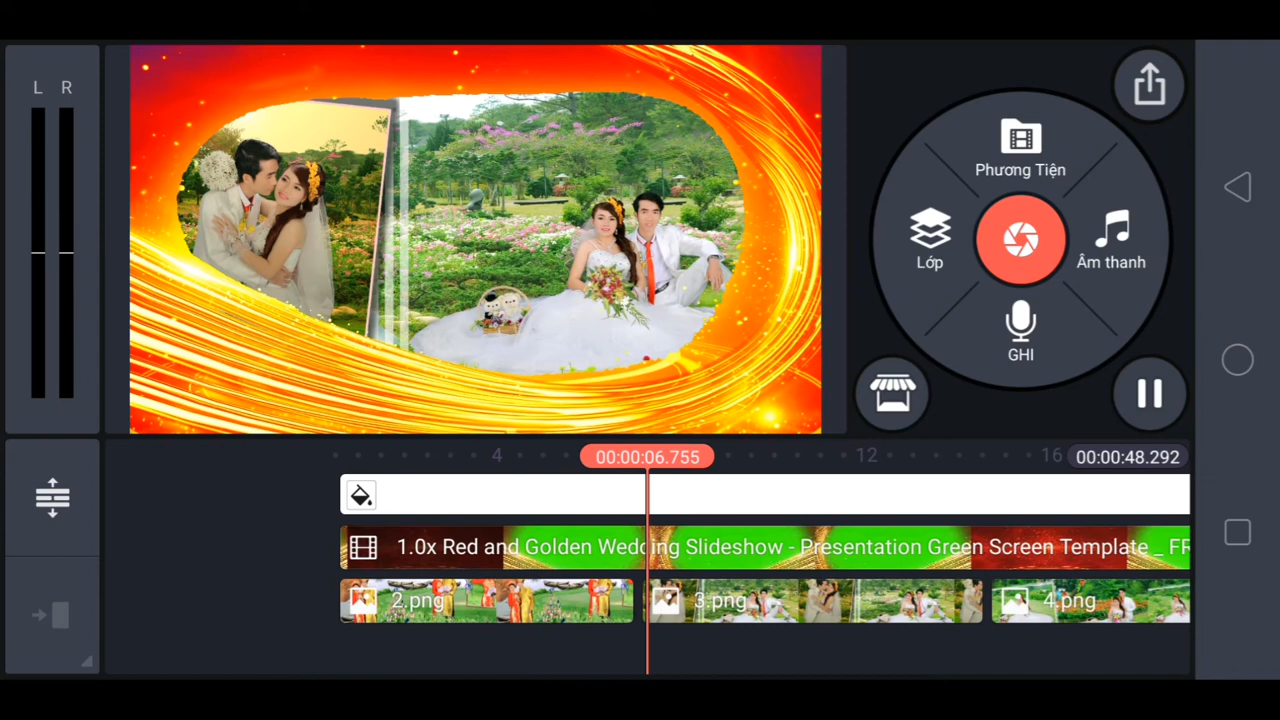 L R
Phương Tiện
Lớp
Âm thanh
GHI
4
00:00:06.755
12
16
00:00:48.292
1.0x Red and Golden Wedding Slideshow - Presentation Green Screen Template _ FR
2.png
3.png
4.png